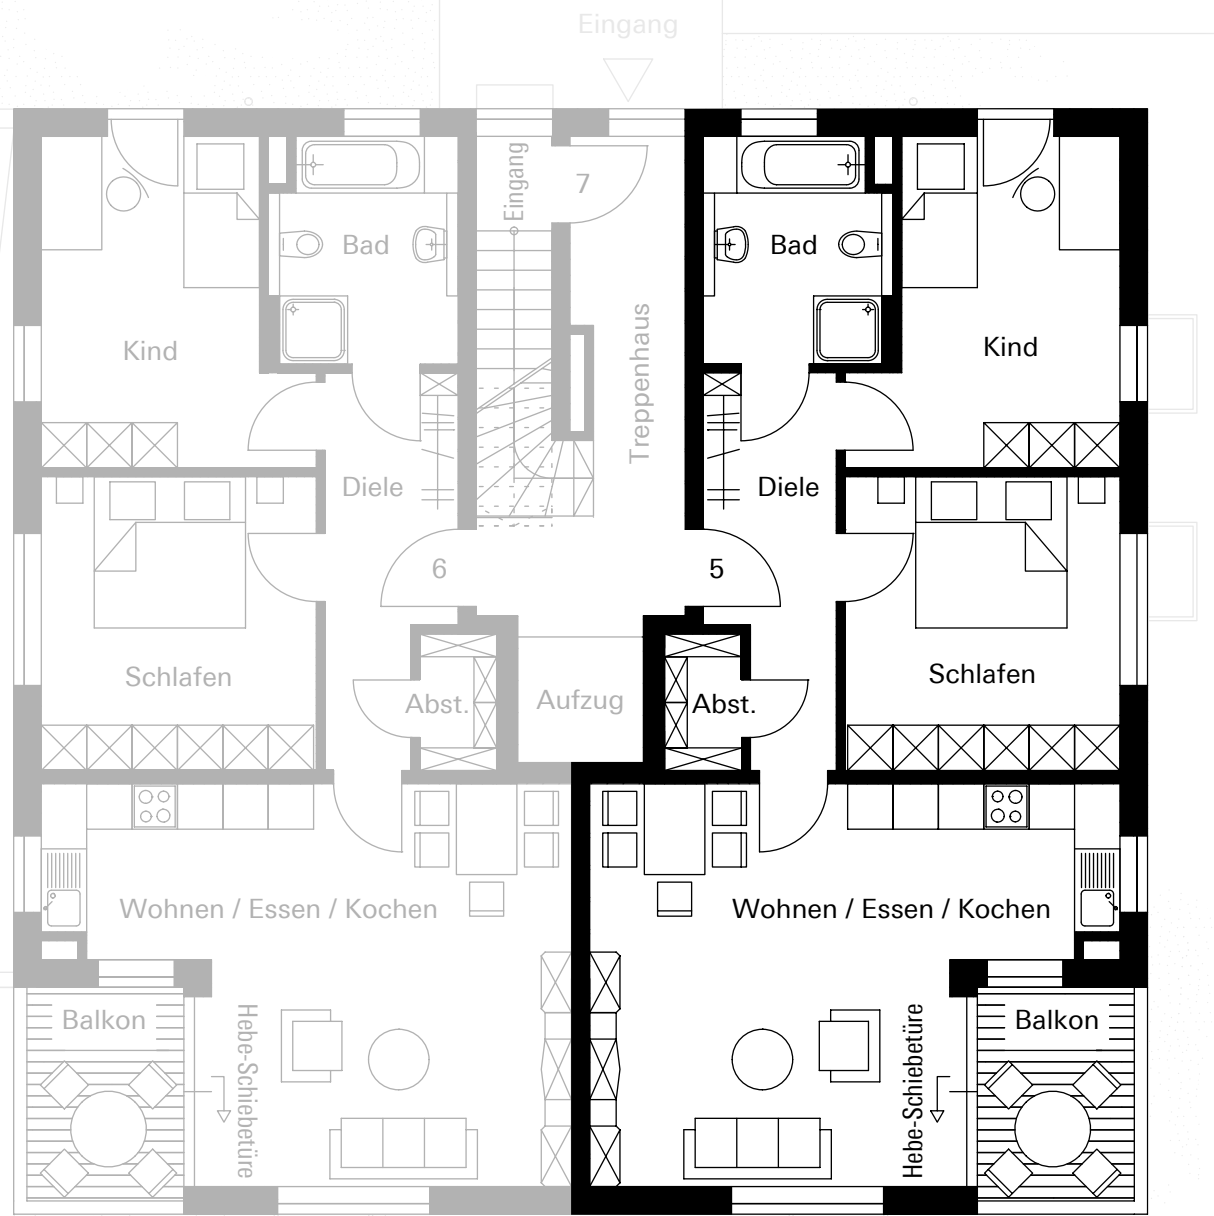 Eingang
Eingang
7
Bad
Bad
Kind
Treppenhaus
Kind
Diele
Diele
6
5
Schlafen
Abst.
Aufzug
Abst.
Schlafen
Wohnen / Essen / Kochen
Wohnen / Essen / Kochen
Balkon
Hebe-Schiebetüre
Hebe-Schiebetüre
Balkon